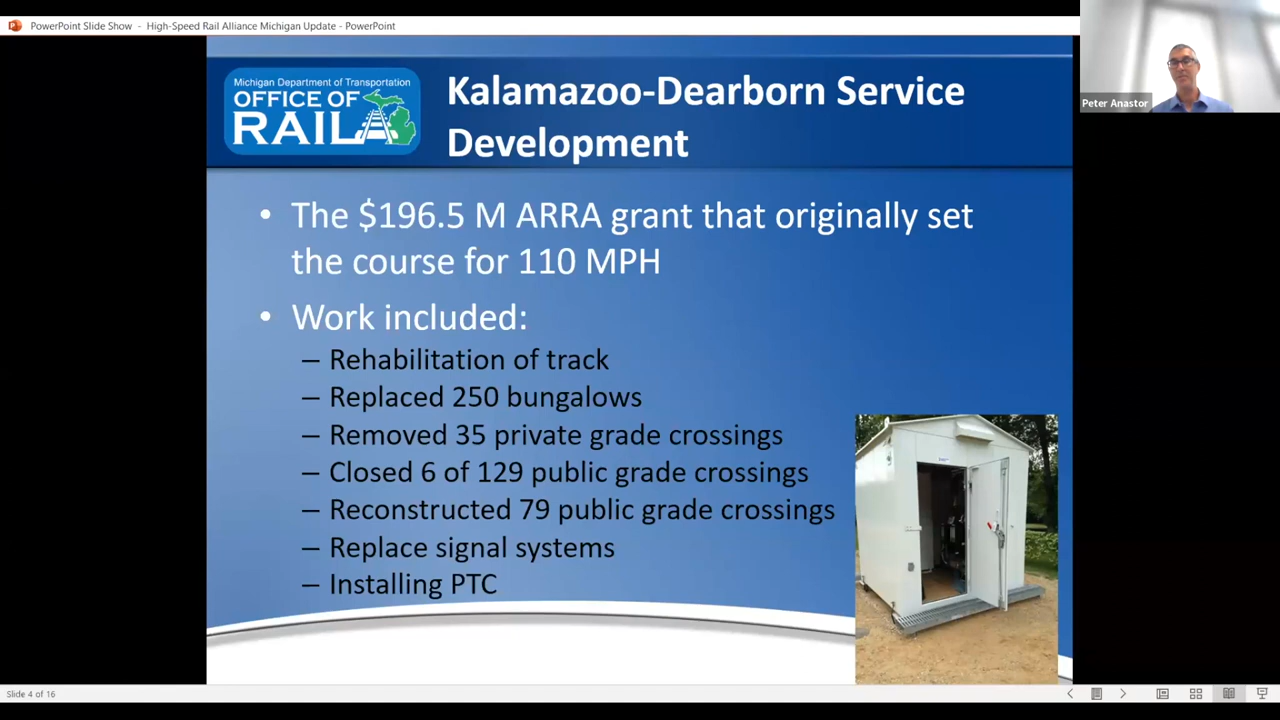 PowerPoint Slide Show - High-Speed Rail Alliance Michigan Update - PowerPoint
Peter Anastor
Michigan Department of Transportation
OFFICE OF
RAIL
Kalamazoo-Dearborn Service
Development
• The $196.5 M ARRA grant that originally set
the course for 110 MPH
• Work included:
– Rehabilitation of track
– Replaced 250 bungalows
– Removed 35 private grade crossings
– Closed 6 of 129 public grade crossings
– Reconstructed 79 public grade crossings
– Replace signal systems
– Installing PTC
Slide 4 of 16